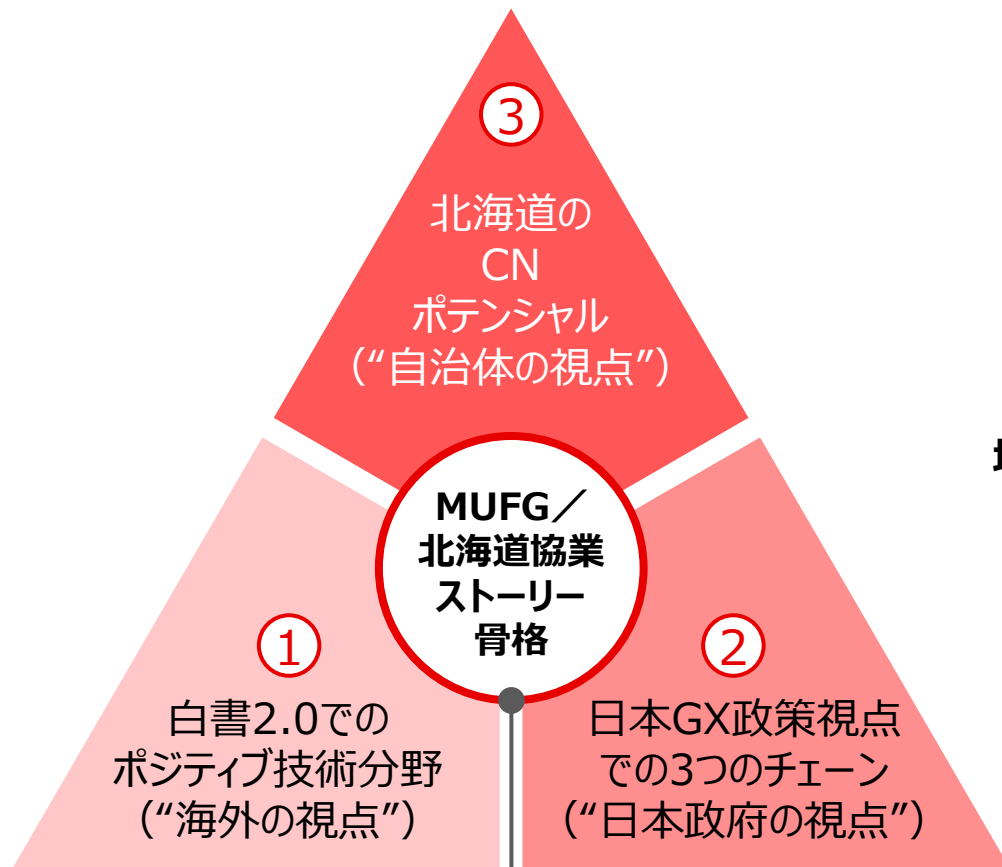 ③
北海道の
CN
ポテンシャル
（“自治体の視点”）
MUFG／
北海道協業
ストーリー
骨格
①
白書2.0での
ポジティブ技術分野
（“海外の視点”）
②
日本GX政策視点
での3つのチェーン
（“日本政府の視点”）